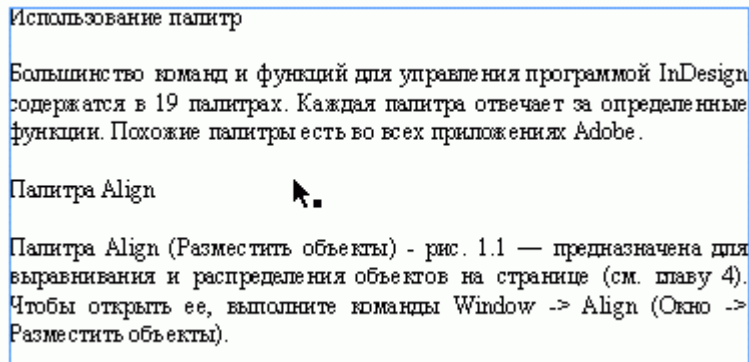 Использование палитр
Большинство команд и функций для управления программой InDesign
содержатся в 19 палитрах. Каждая палитра отвечает за определенные
функции. Похожие палитры есть во всех приложениях Adobe.
Палитра Align
Палитра Align (Разместить объекты) - рис. 1.1 — предназначена для
выравнивания и распределения объектов на странице (см. главу 4).
Чтобы открыть ее, выполните команды Window -> Align (Окно ->
Разместить объекты).